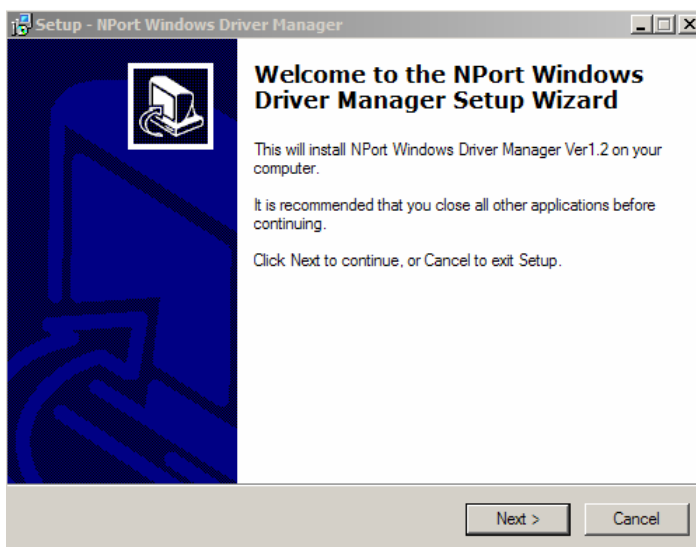 Setup - NPort Windows Driver Manager
Welcome to the NPort Windows
Driver Manager Setup Wizard
This will install NPort Windows Driver Manager Ver1.2 on your
computer.
It is recommended that you close all other applications before
continuing.
Click Next to continue, or Cancel to exit Setup.
Next >
Cancel